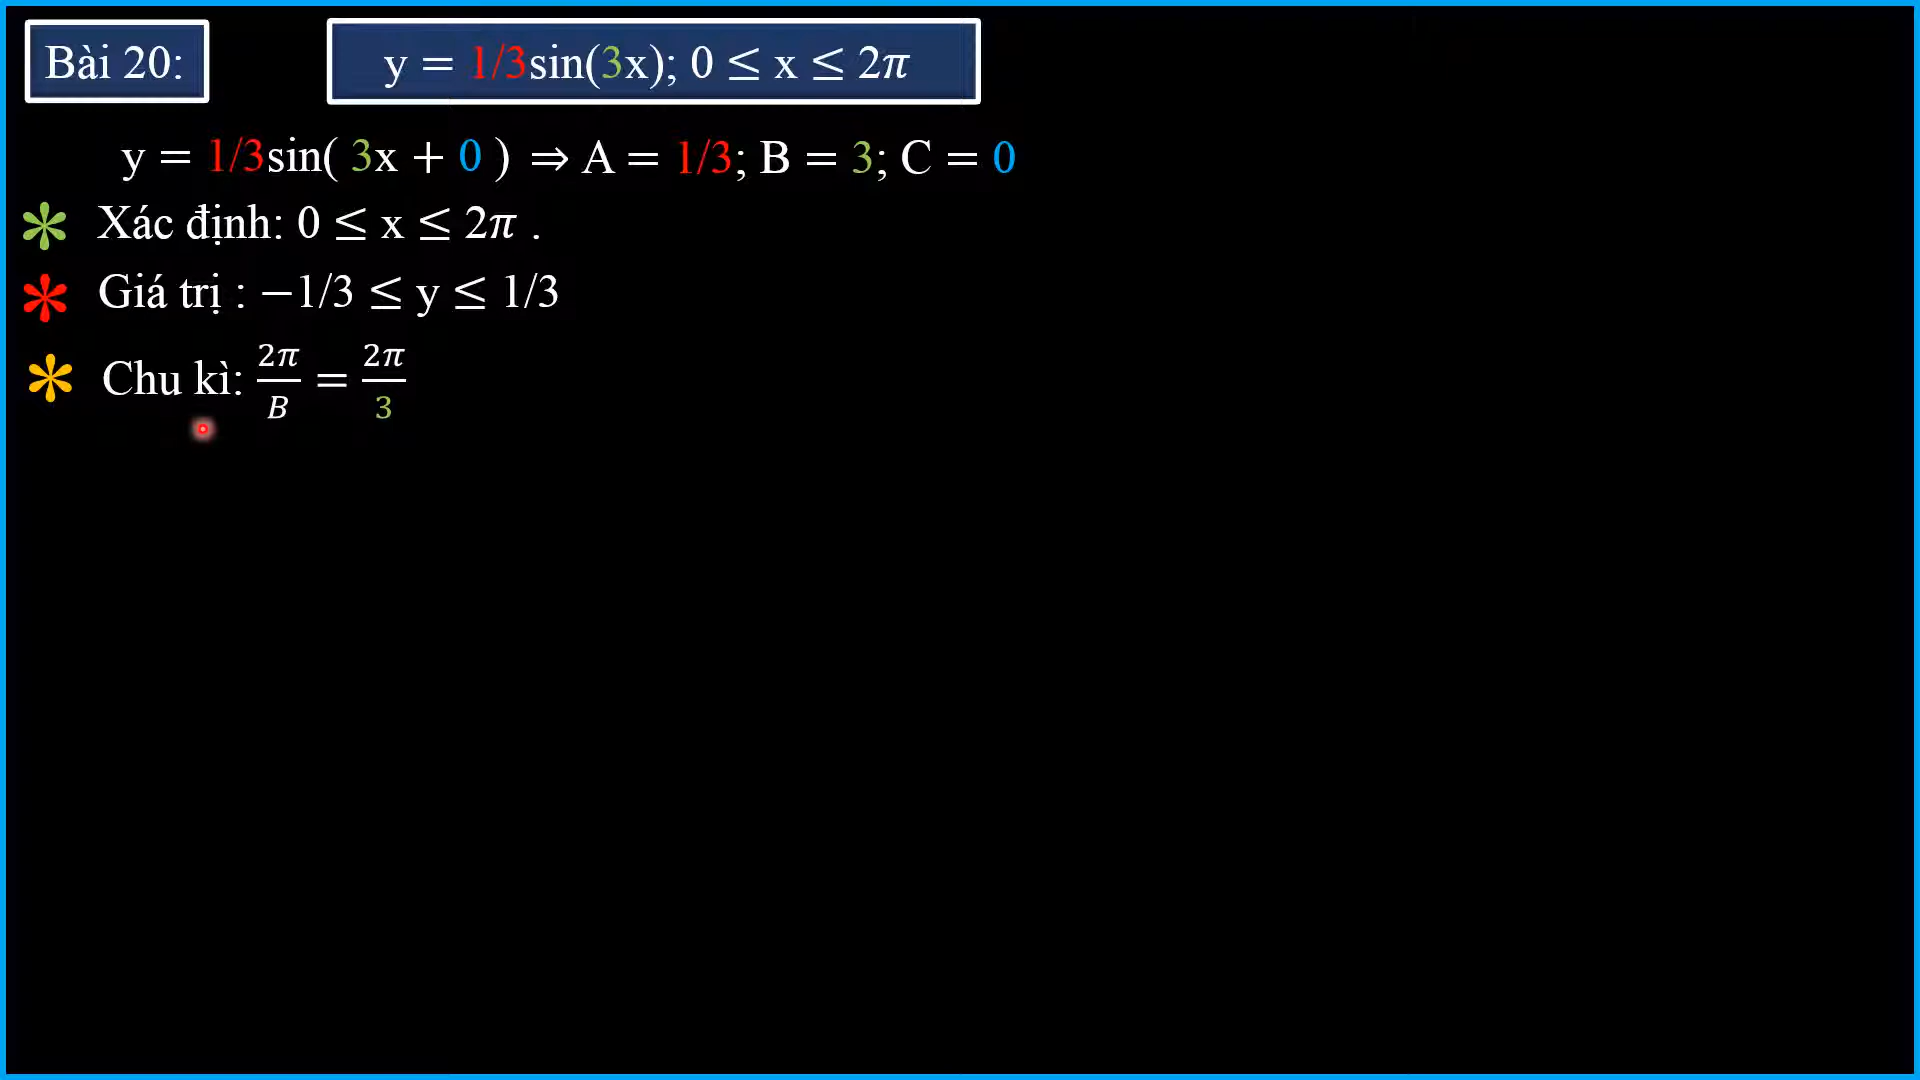 Bài 20:
y = 1/3sin(3x); 0 ≤ x ≤ 2π
y = 1/3sin( 3x + 0 ) ⇒ A = 1/3; B = 3; C = 0
Xác định: 0 ≤ x ≤ 2π .
Giá trị : −1/3 ≤ y ≤ 1/3
Chu kì: 2π/B = 2π/3